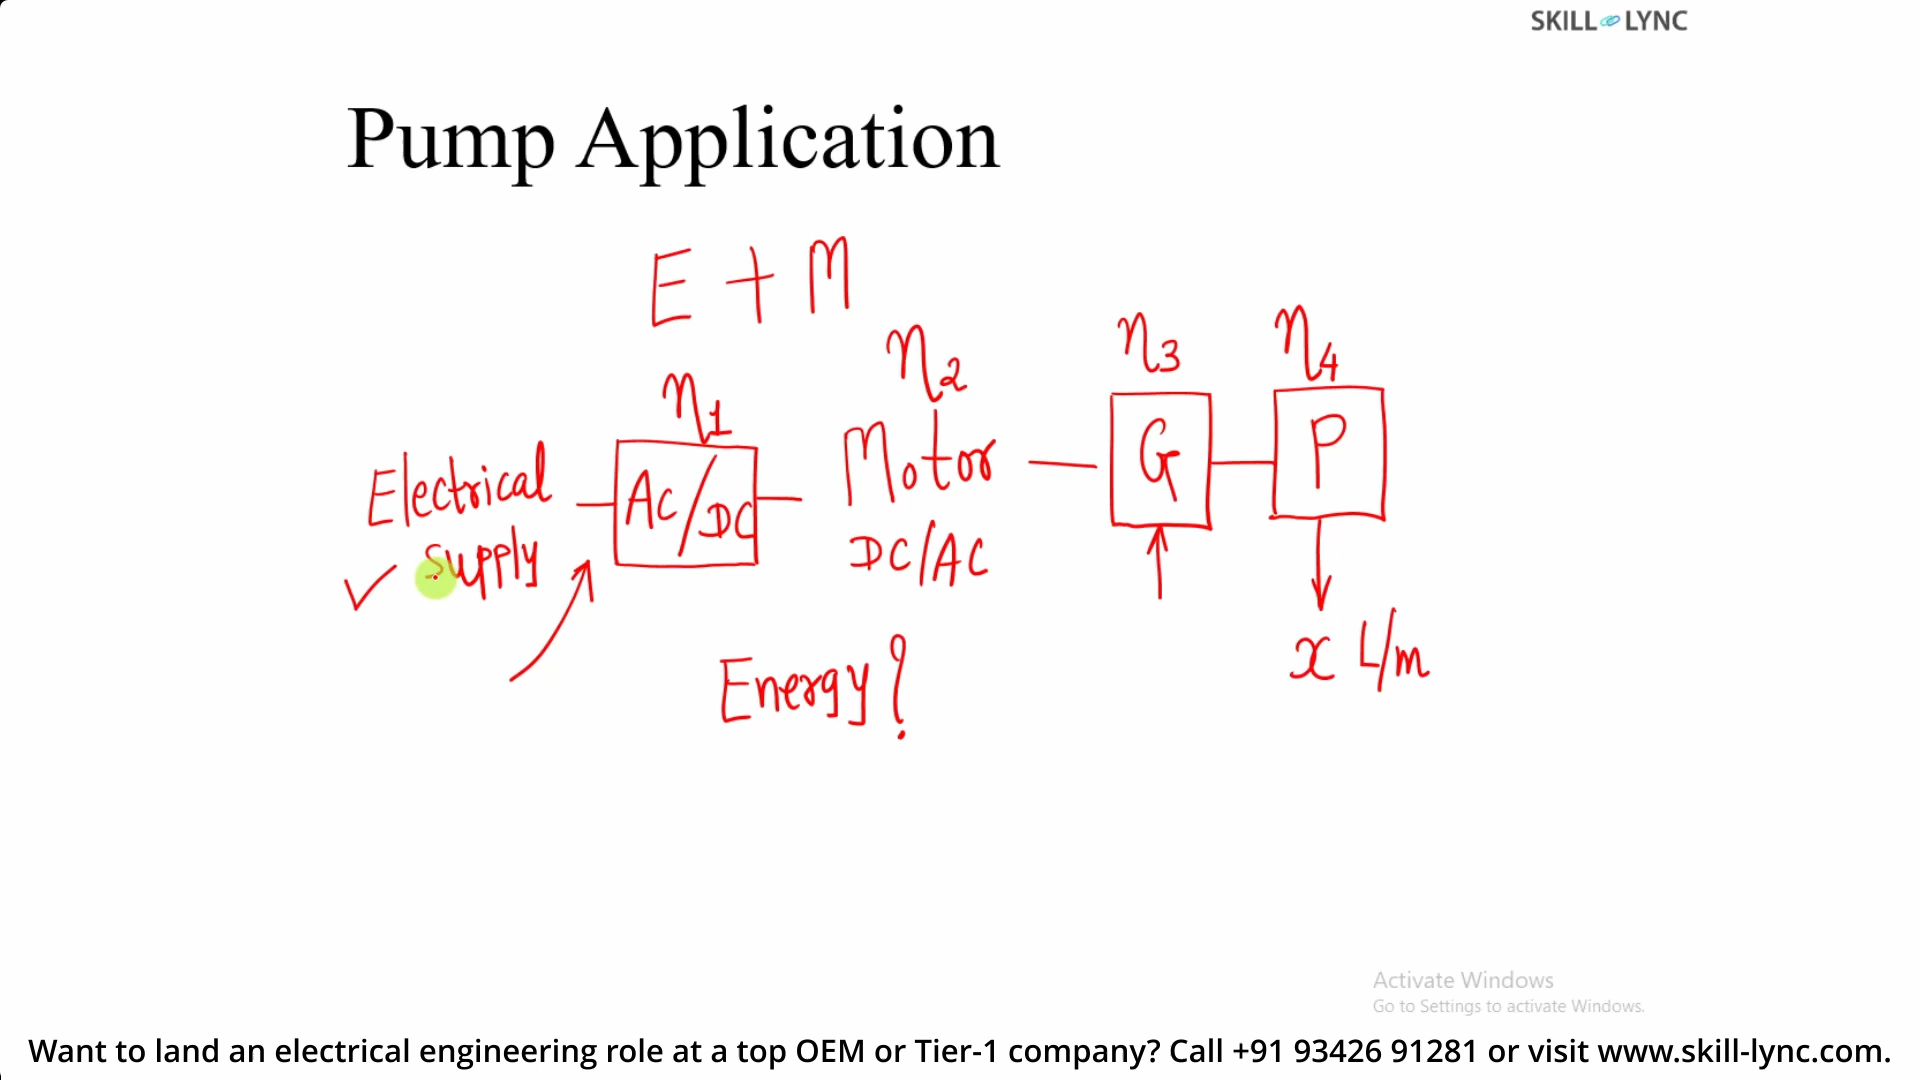 SKILL LYNC
Pump Application
E + M
η1 η2 η3 η4
Electrical supply
AC/DC
Motor
DC/AC
G
P
Energy?
x L/m
Activate Windows
Go to Settings to activate Windows.
Want to land an electrical engineering role at a top OEM or Tier-1 company? Call +91 93426 91281 or visit www.skill-lync.com.